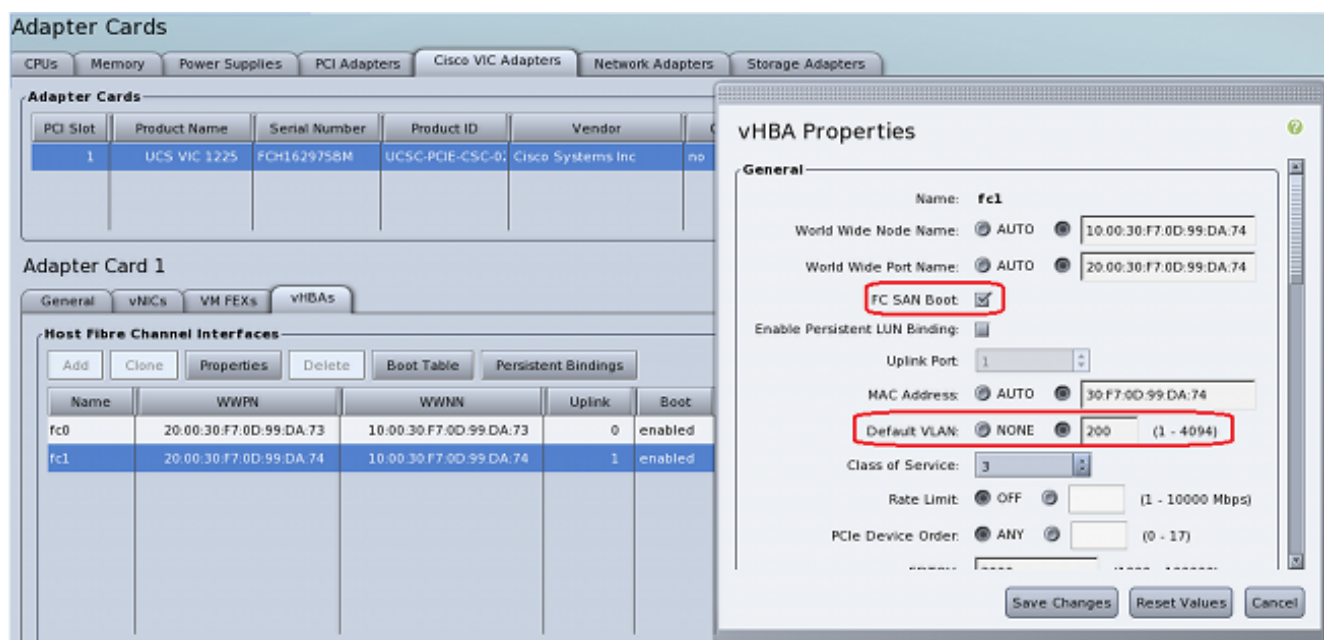 Adapter Cards
CPUs Memory Power Supplies PCI Adapters Cisco VIC Adapters Network Adapters Storage Adapters
Adapter Cards
PCI Slot Product Name Serial Number Product ID Vendor
1 UCS VIC 1225 FCH162975BM UCSC-PCIE-CSC-02 Cisco Systems Inc no
Adapter Card 1
General vNICs VM FEXs vHBAs
Host Fibre Channel Interfaces
Add Clone Properties Delete Boot Table Persistent Bindings
Name WWPN WWNN Uplink Boot
fc0 20:00:30:F7:0D:99:DA:73 10:00:30:F7:0D:99:DA:73 0 enabled
fc1 20:00:30:F7:0D:99:DA:74 10:00:30:F7:0D:99:DA:74 1 enabled
vHBA Properties
General
Name: fc1
World Wide Node Name: AUTO 10:00:30:F7:0D:99:DA:74
World Wide Port Name: AUTO 20:00:30:F7:0D:99:DA:74
FC SAN Boot:
Enable Persistent LUN Binding:
Uplink Port: 1
MAC Address: AUTO 30:F7:0D:99:DA:74
Default VLAN: NONE 200 (1 - 4094)
Class of Service: 3
Rate Limit: OFF (1 - 10000 Mbps)
PCIe Device Order: ANY (0 - 17)
Save Changes Reset Values Cancel